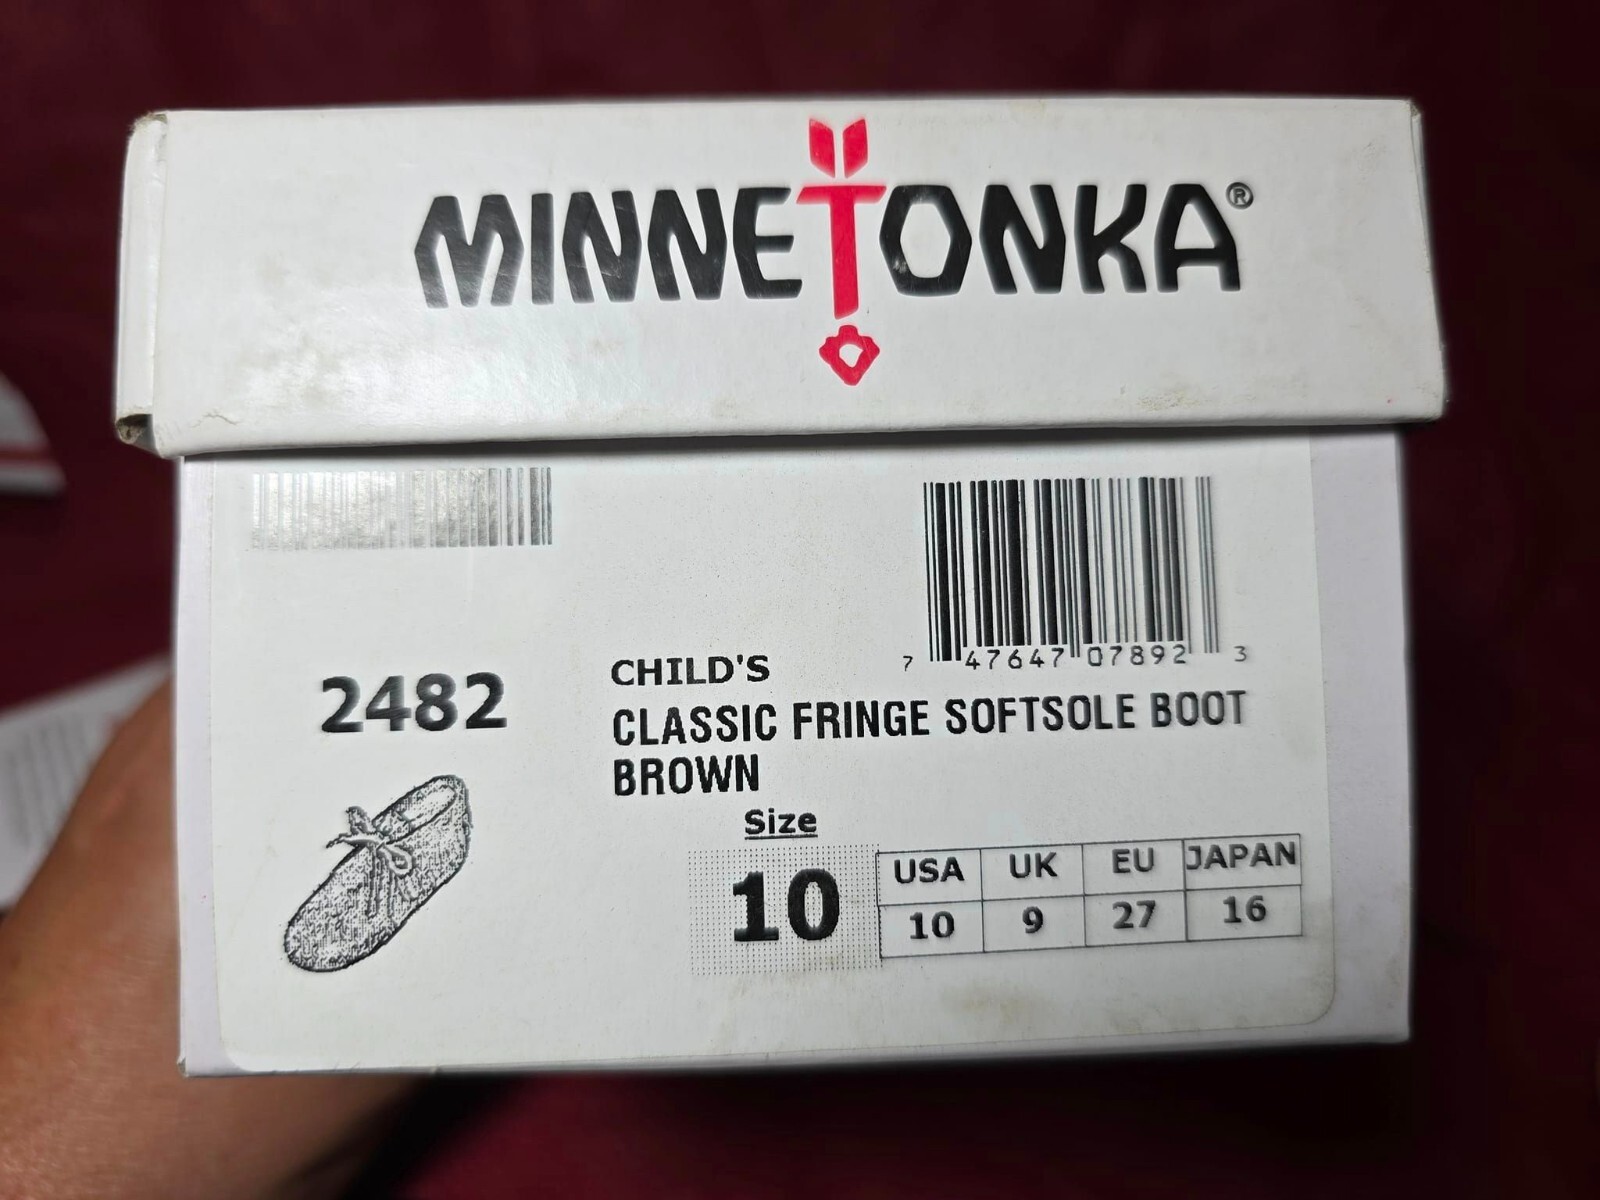 MINNETONKA®
7 47647 07892 3
2482
CHILD'S
CLASSIC FRINGE SOFTSOLE BOOT
BROWN
Size
10
USA UK EU JAPAN
10 9 27 16